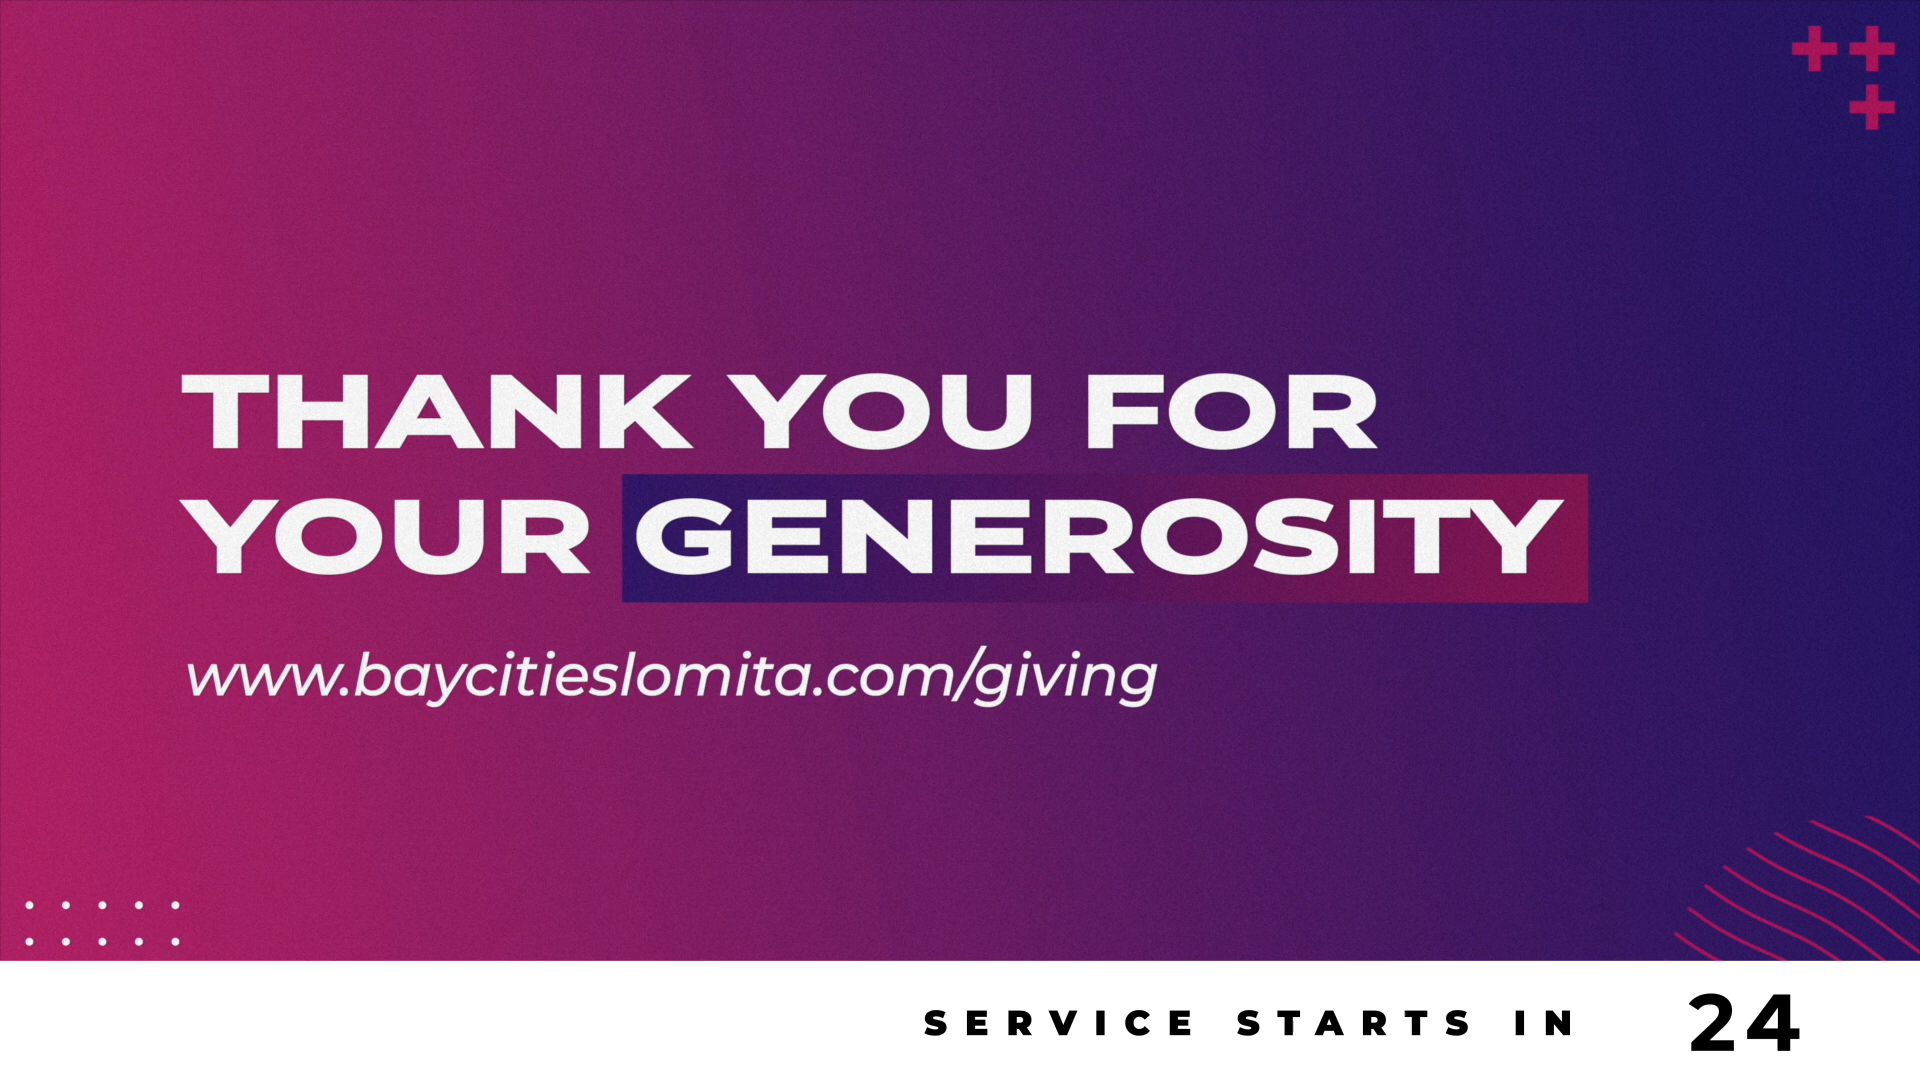 THANK YOU FOR
YOUR GENEROSITY
www.baycitieslomita.com/giving
SERVICE STARTS IN 24